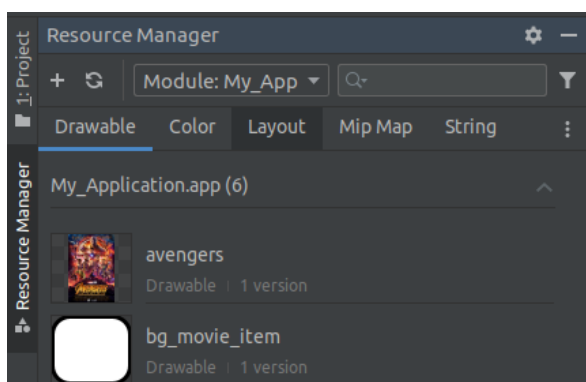 1: Project
Resource Manager
Resource Manager
Module: My_App
Drawable Color Layout Mip Map String
My_Application.app (6)
avengers
Drawable | 1 version
bg_movie_item
Drawable | 1 version